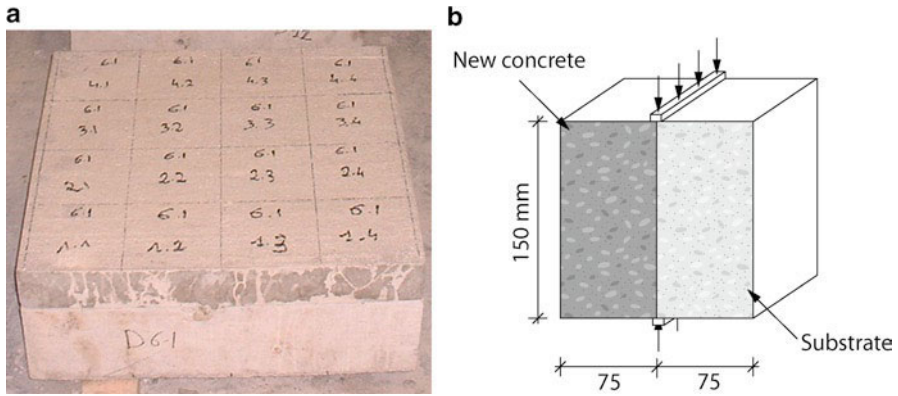 a
6.1 6.1 6.1 6.1
4.1 4.2 4.3 4.4
6.1 6.1 6.1 6.1
3.1 3.2 3.3 3.4
6.1 6.1 6.1 6.1
2.1 2.2 2.3 2.4
6.1 6.1 6.1 6.1
1.1 1.2 1.3 1.4
D6.1
b
New concrete
150 mm
Substrate
75 75